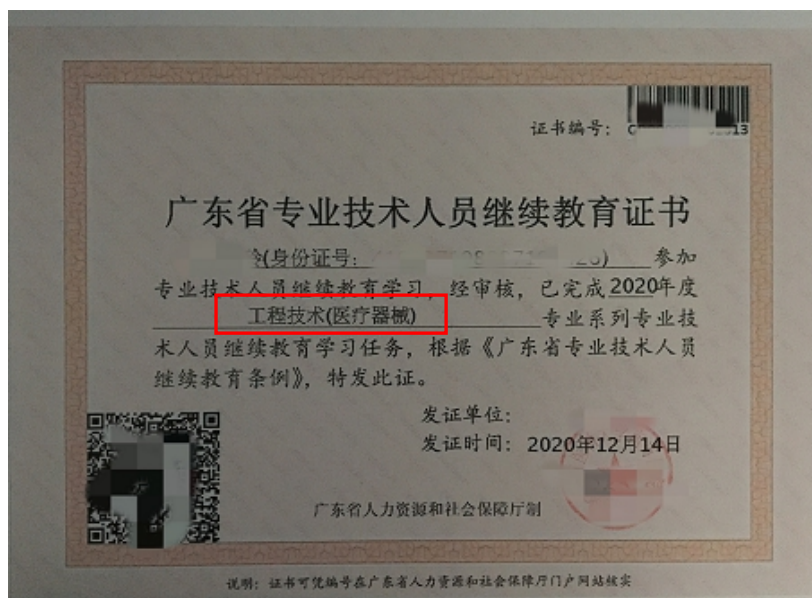 证书编号：
广东省专业技术人员继续教育证书
(身份证号： ) 参加
专业技术人员继续教育学习，经审核，已完成2020年度
工程技术(医疗器械) 专业系列专业技
术人员继续教育学习任务，根据《广东省专业技术人员
继续教育条例》，特发此证。
发证单位：
发证时间：2020年12月14日
广东省人力资源和社会保障厅制
说明：证书可凭编号在广东省人力资源和社会保障厅门户网站核实